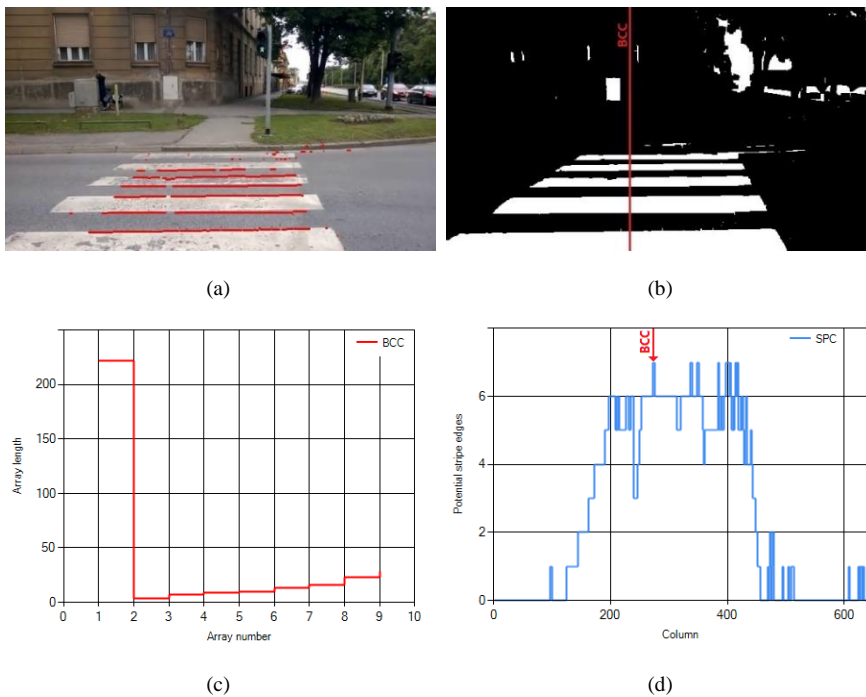 BCC
(a)
(b)
BCC
200
150
100
50
0
Array length
0 1 2 3 4 5 6 7 8 9 10
Array number
BCC
SPC
6
4
2
0
Potential stripe edges
0 200 400 600
Column
(c)
(d)